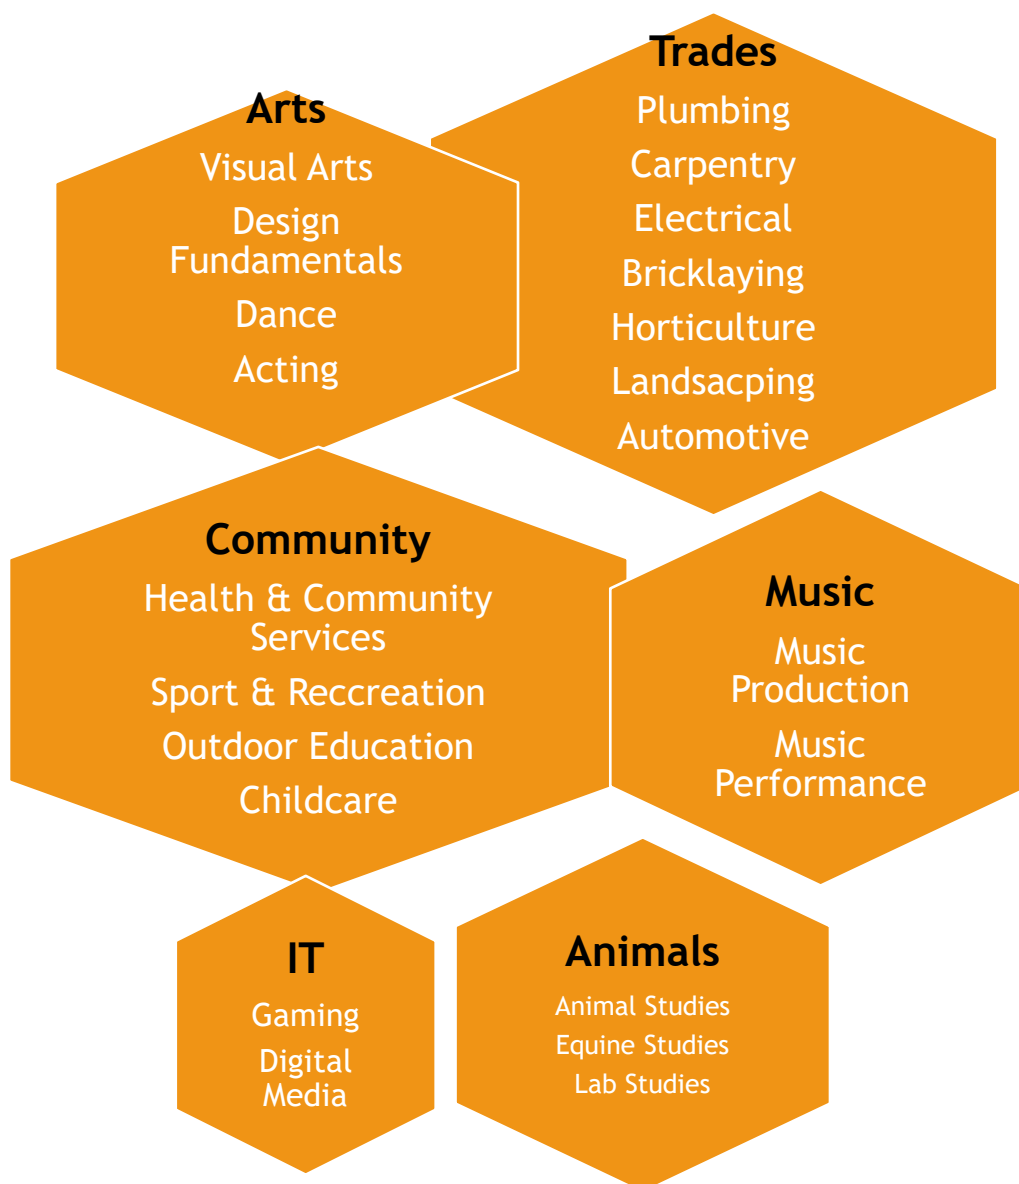 Arts
Visual Arts
Design
Fundamentals
Dance
Acting
Trades
Plumbing
Carpentry
Electrical
Bricklaying
Horticulture
Landsacping
Automotive
Community
Health & Community
Services
Sport & Reccreation
Outdoor Education
Childcare
Music
Music
Production
Music
Performance
IT
Gaming
Digital
Media
Animals
Animal Studies
Equine Studies
Lab Studies